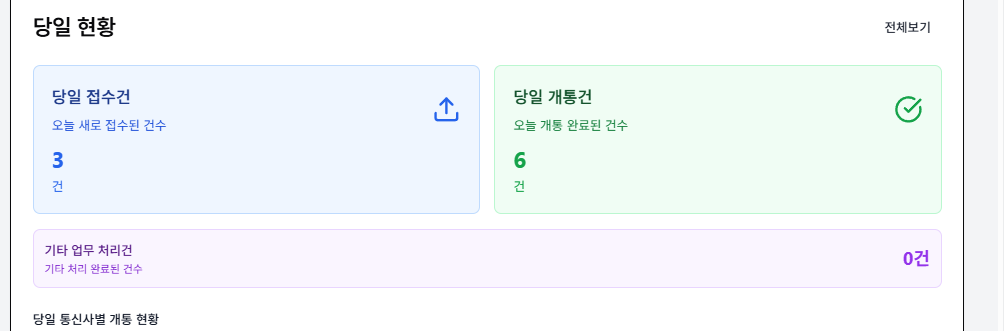 당일 현황
전체보기
당일 접수건
오늘 새로 접수된 건수
3
건
당일 개통건
오늘 개통 완료된 건수
6
건
기타 업무 처리건
기타 처리 완료된 건수
0건
당일 통신사별 개통 현황